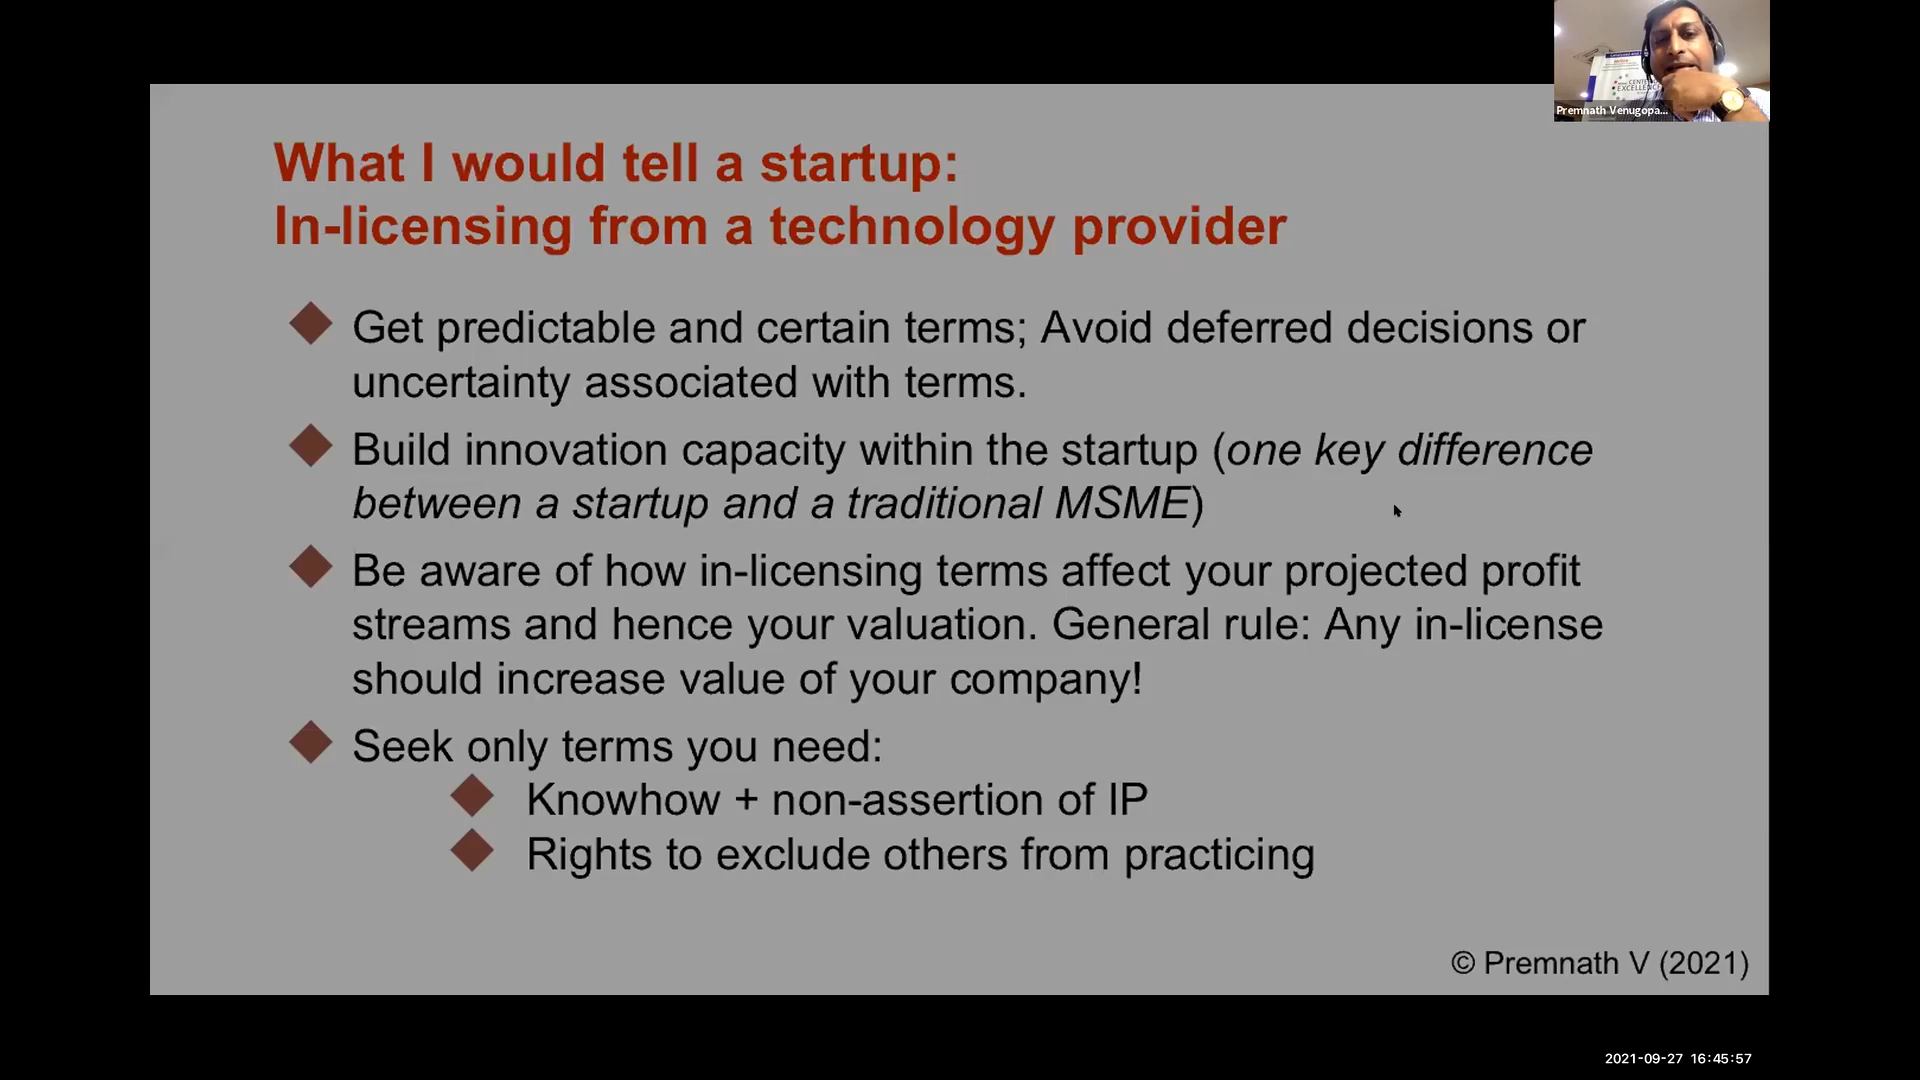 CENTER
EXCELLENC
Premnath Venugopa...
What I would tell a startup:
In-licensing from a technology provider
Get predictable and certain terms; Avoid deferred decisions or
uncertainty associated with terms.
Build innovation capacity within the startup (one key difference
between a startup and a traditional MSME)
Be aware of how in-licensing terms affect your projected profit
streams and hence your valuation. General rule: Any in-license
should increase value of your company!
Seek only terms you need:
Knowhow + non-assertion of IP
Rights to exclude others from practicing
© Premnath V (2021)
2021-09-27 16:45:57